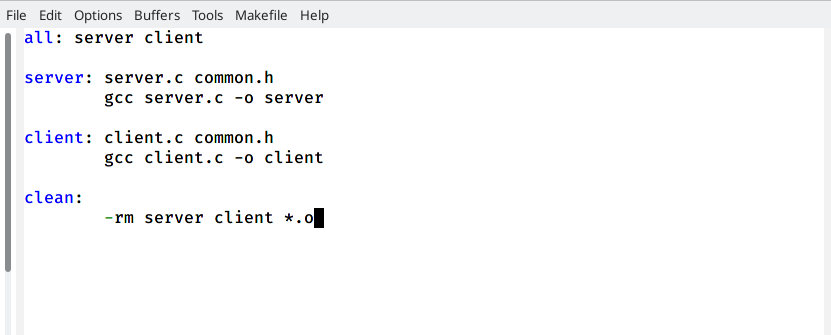 File Edit Options Buffers Tools Makefile Help
all: server client
server: server.c common.h
gcc server.c -o server
client: client.c common.h
gcc client.c -o client
clean:
-rm server client *.o